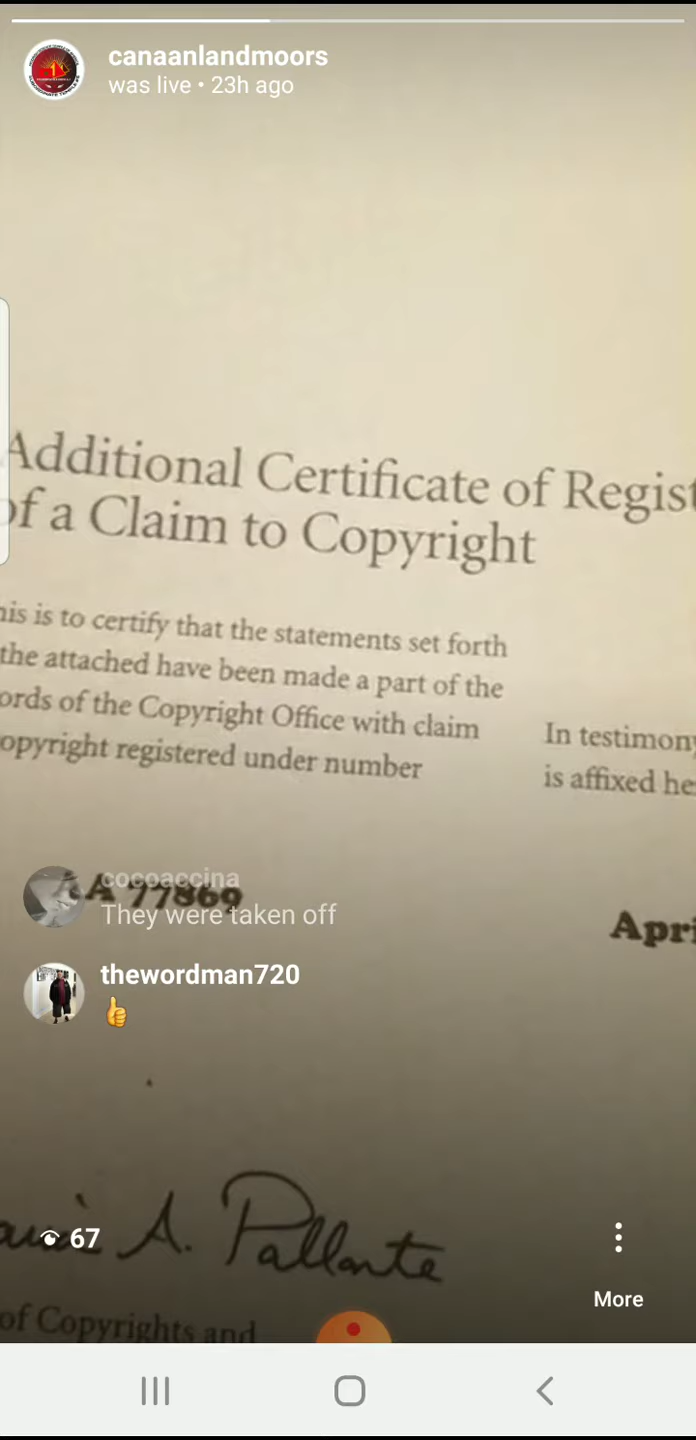 canaanlandmoors
was live • 23h ago
Additional Certificate of Regist
of a Claim to Copyright
his is to certify that the statements set forth
the attached have been made a part of the
ords of the Copyright Office with claim
opyright registered under number
In testimony
is affixed he
A 77869
Apri
cocoaccina
They were taken off
thewordman720
👍
A. Pallante
67
More
of Copyrights and